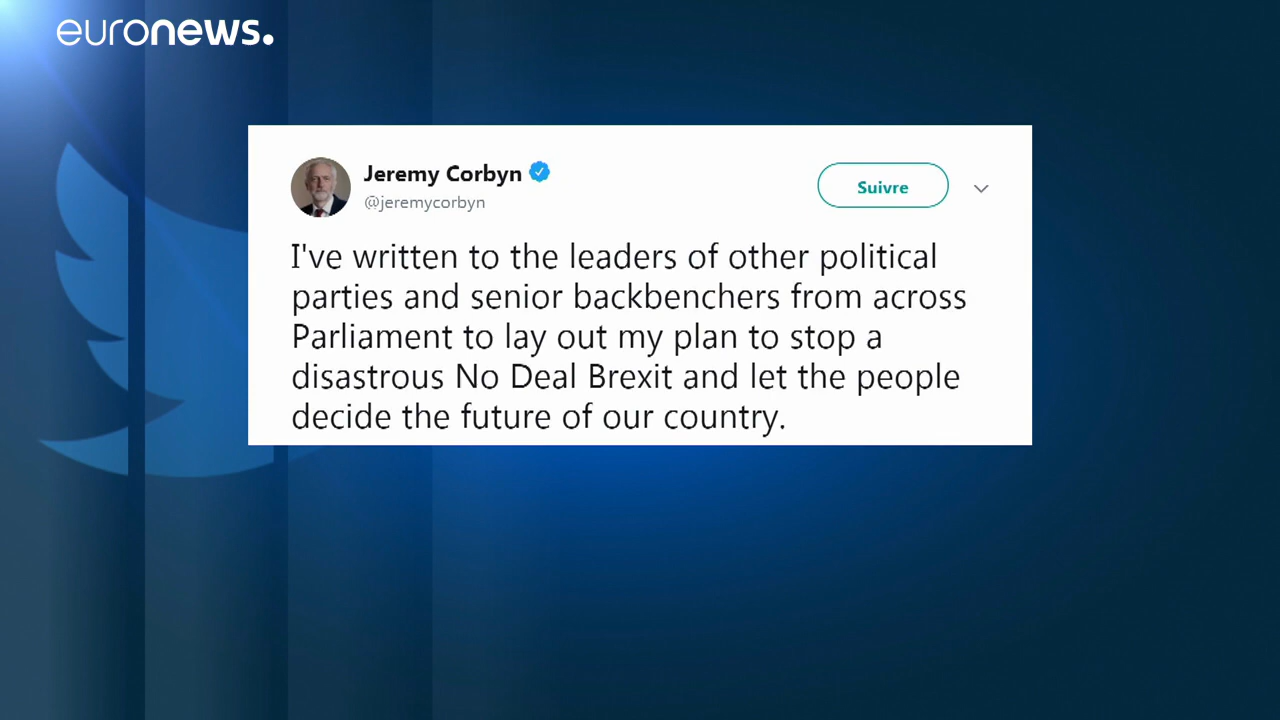 euronews.
Jeremy Corbyn
@jeremycorbyn
Suivre
I've written to the leaders of other political
parties and senior backbenchers from across
Parliament to lay out my plan to stop a
disastrous No Deal Brexit and let the people
decide the future of our country.